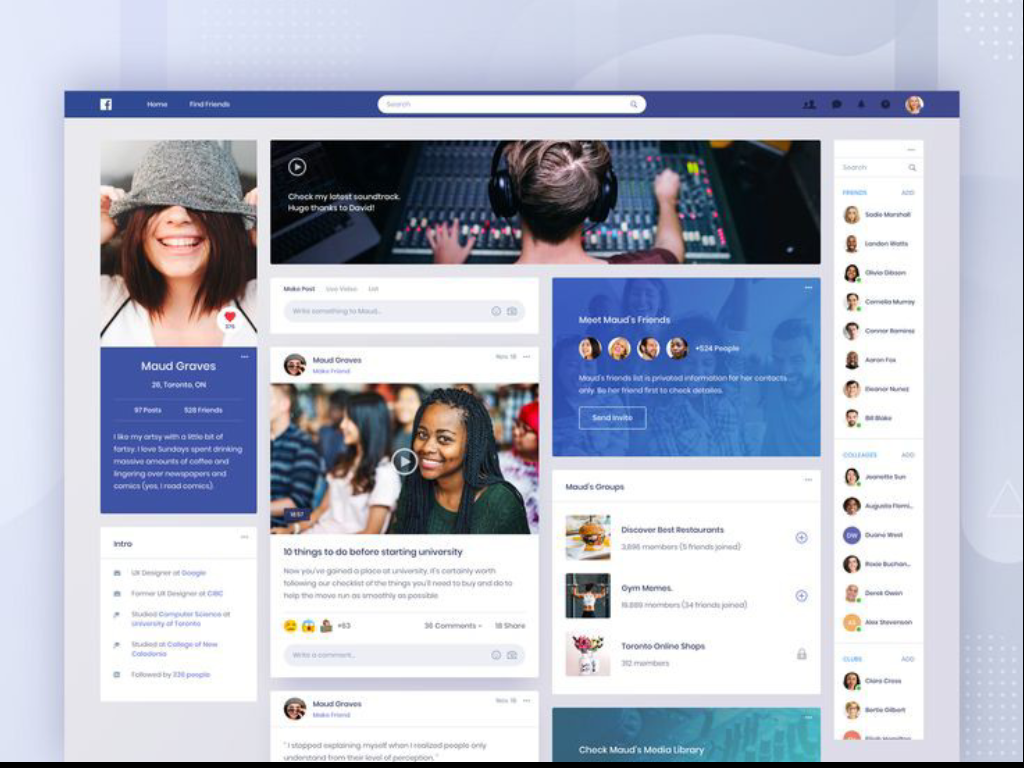 f
Home
Find Friends
Search
376
Maud Graves
26, Toronto, ON
97 Posts
528 Friends
I like my artsy with a little bit of
fartsy. I love Sundays spent drinking
massive amounts of coffee and
lingering over newspapers and
comics (yes, I read comics).
Intro
UX Designer at Google
Former UX Designer at CIBC
Studied Computer Science at
University of Toronto
Studied at College of New
Caledonia
Followed by 336 people
Check my latest soundtrack.
Huge thanks to David!
Make Post
Live Video
List
Write something to Maud...
Maud Graves
Make Friend
Nov. 18
18:57
10 things to do before starting university
Now you've gained a place at university, it's certainly worth
following our checklist of the things you'll need to buy and do to
help the move run as smoothly as possible
+63
36 Comments
18 Share
Write a comment...
Maud Graves
Make Friend
Nov. 18
" I stopped explaining myself when I realized people only
understand from their level of perception. "
Meet Maud's Friends
+524 People
Maud's friends list is privated information for her contacts
only. Be her friend first to check detailes.
Send Invite
Maud's Groups
Discover Best Restaurants
3,896 members (5 friends joined)
Gym Memes.
19.889 members (34 friends joined)
Toronto Online Shops
312 members
Check Maud's Media Library
Search
FRIENDS
ADD
Sadie Marshall
Landon Watts
Olivia Gibson
Cornelia Murray
Connor Ramirez
Aaron Fox
Eleanor Nunez
Bill Blake
COLLEAGES
ADD
Jeanette Sun
Augusta Flemi...
DW
Duane West
Roxie Buchan...
Derek Owen
Alex Stevenson
CLUBS
ADD
Clara Cross
Bertie Gilbert